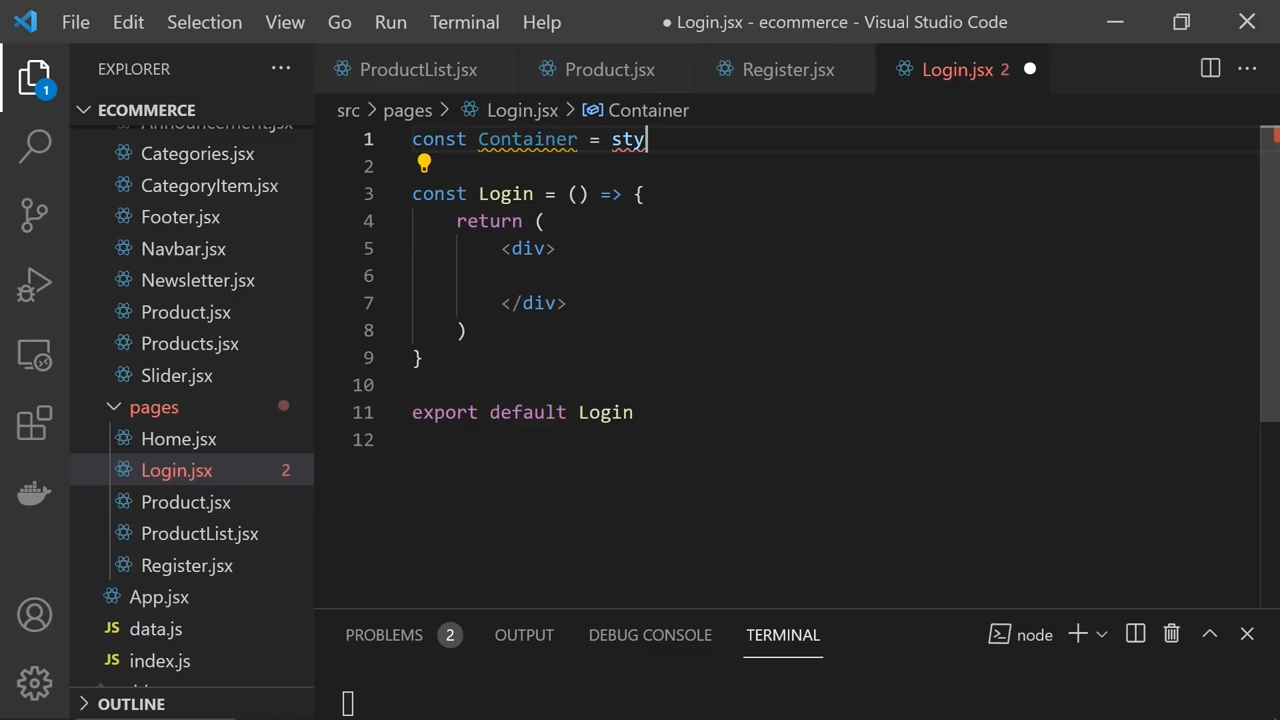 File Edit Selection View Go Run Terminal Help
● Login.jsx - ecommerce - Visual Studio Code
1
EXPLORER
ECOMMERCE
Announcement.jsx
Categories.jsx
CategoryItem.jsx
Footer.jsx
Navbar.jsx
Newsletter.jsx
Product.jsx
Products.jsx
Slider.jsx
pages
Home.jsx
Login.jsx 2
Product.jsx
ProductList.jsx
Register.jsx
App.jsx
JS data.js
JS index.js
OUTLINE
ProductList.jsx Product.jsx Register.jsx Login.jsx 2
src > pages > Login.jsx > Container
1 const Container = sty
2
3 const Login = () => {
4 return (
5 <div>
6
7 </div>
8 )
9 }
10
11 export default Login
12
PROBLEMS 2 OUTPUT DEBUG CONSOLE TERMINAL node